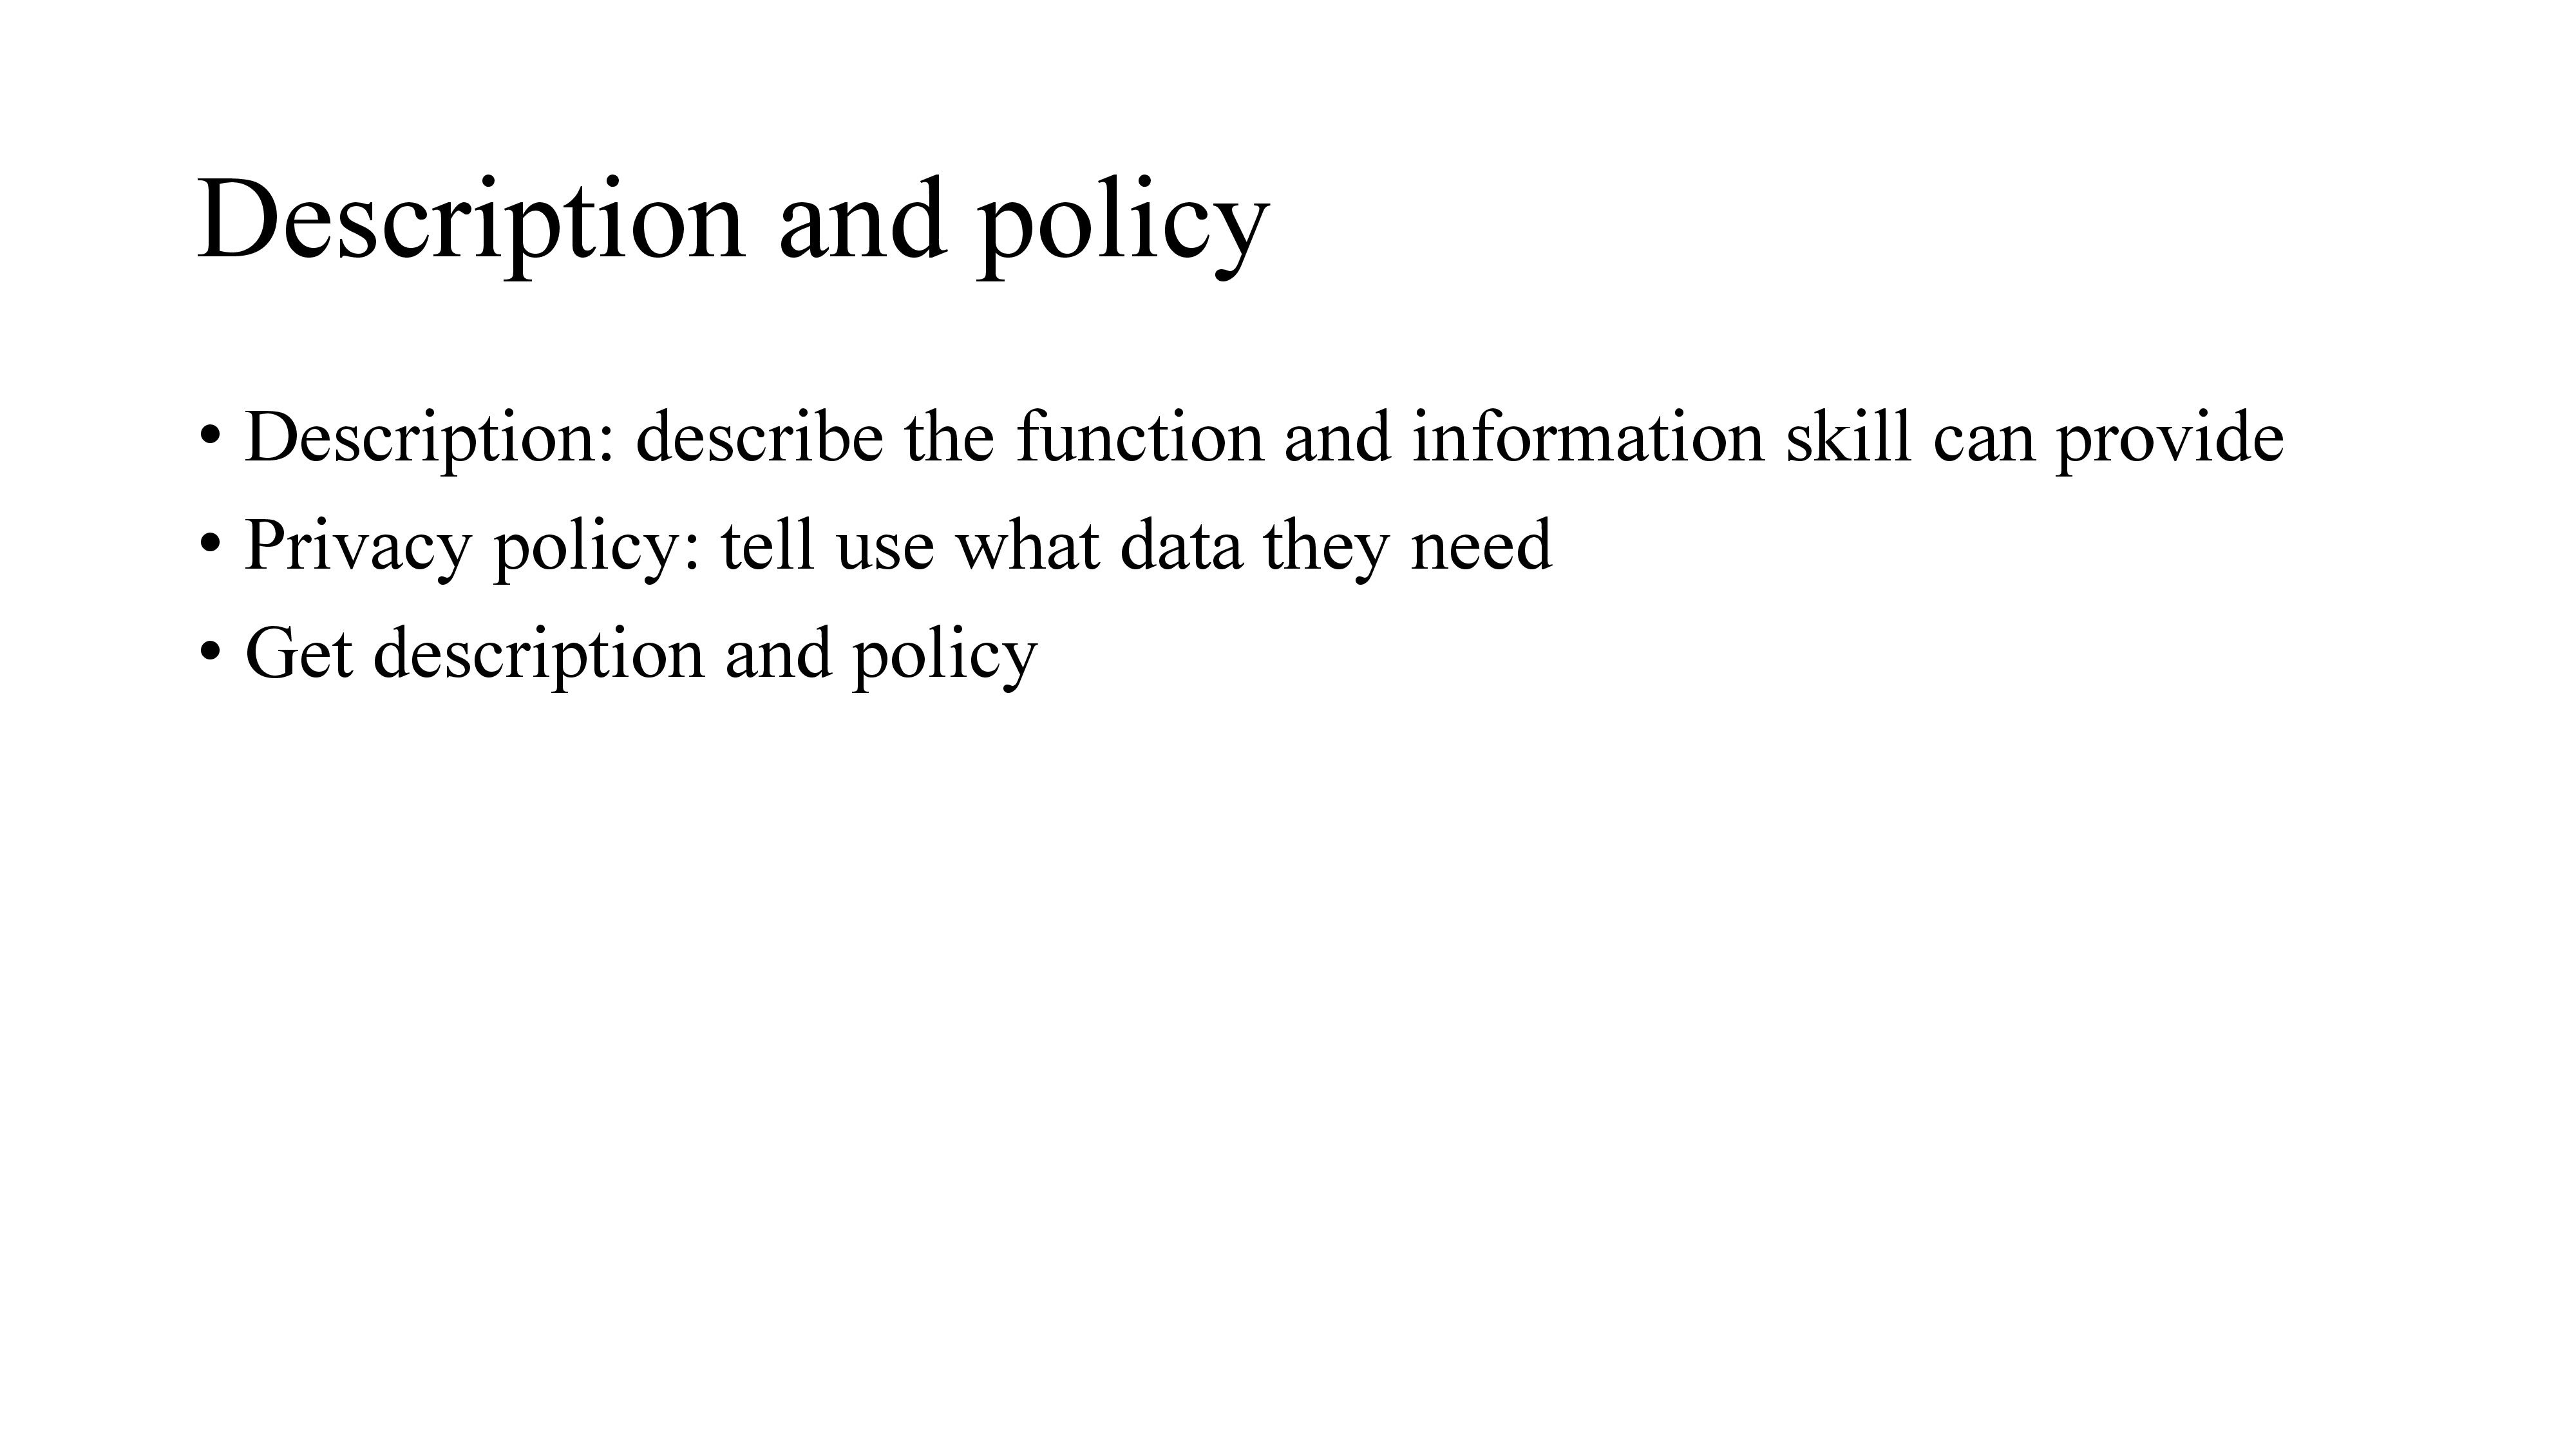 Description and policy
• Description: describe the function and information skill can provide
• Privacy policy: tell use what data they need
• Get description and policy